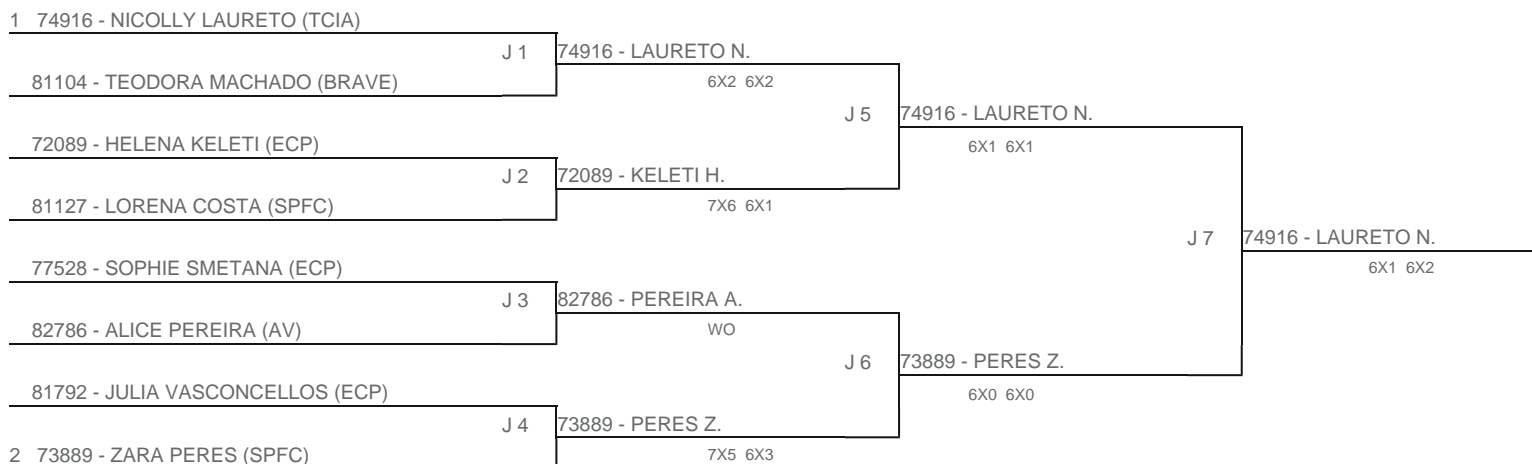 1 74916 - NICOLLY LAURETO (TCIA)
J 1 74916 - LAURETO N.
81104 - TEODORA MACHADO (BRAVE)
6X2 6X2
J 5 74916 - LAURETO N.
72089 - HELENA KELETI (ECP)
6X1 6X1
J 2 72089 - KELETI H.
81127 - LORENA COSTA (SPFC)
7X6 6X1
J 7 74916 - LAURETO N.
77528 - SOPHIE SMETANA (ECP)
6X1 6X2
J 3 82786 - PEREIRA A.
82786 - ALICE PEREIRA (AV)
WO
J 6 73889 - PERES Z.
81792 - JULIA VASCONCELLOS (ECP)
6X0 6X0
J 4 73889 - PERES Z.
2 73889 - ZARA PERES (SPFC)
7X5 6X3